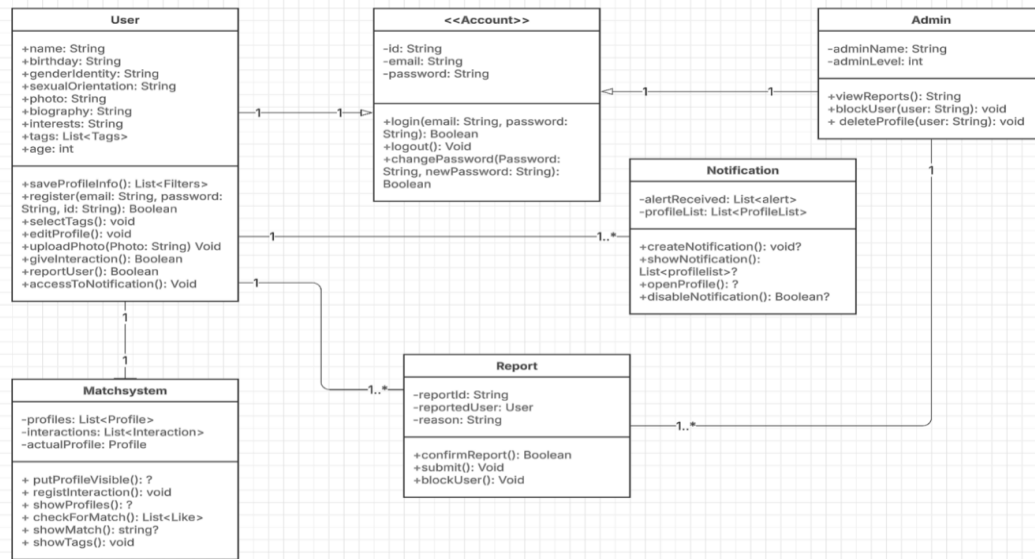 User
+name: String
+birthday: String
+genderIdentity: String
+sexualOrientation: String
+photo: String
+biography: String
+interests: String
+tags: List<Tags>
+age: int
+saveProfileInfo(): List<Filters>
+register(email: String, password:
String, id: String): Boolean
+selectTags(): void
+editProfile(): void
+uploadPhoto(Photo: String) Void
+giveInteraction(): Boolean
+reportUser(): Boolean
+accessToNotification(): Void
<<Account>>
-id: String
-email: String
-password: String
+login(email: String, password:
String): Boolean
+logout(): Void
+changePassword(Password:
String, newPassword: String):
Boolean
Admin
-adminName: String
-adminLevel: int
+viewReports(): String
+blockUser(user: String): void
+ deleteProfile(user: String): void
1
1
1
1
Notification
-alertReceived: List<alert>
-profileList: List<ProfileList>
+createNotification(): void?
+showNotification():
List<profilelist>?
+openProfile(): ?
+disableNotification(): Boolean?
1
1
1..*
1
1
1
Matchsystem
-profiles: List<Profile>
-interactions: List<Interaction>
-actualProfile: Profile
+ putProfileVisible(): ?
+ registInteraction(): void
+ showProfiles(): ?
+ checkForMatch(): List<Like>
+ showMatch(): string?
+ showTags(): void
1..*
Report
-reportId: String
-reportedUser: User
-reason: String
+confirmReport(): Boolean
+submit(): Void
+blockUser(): Void
1..*